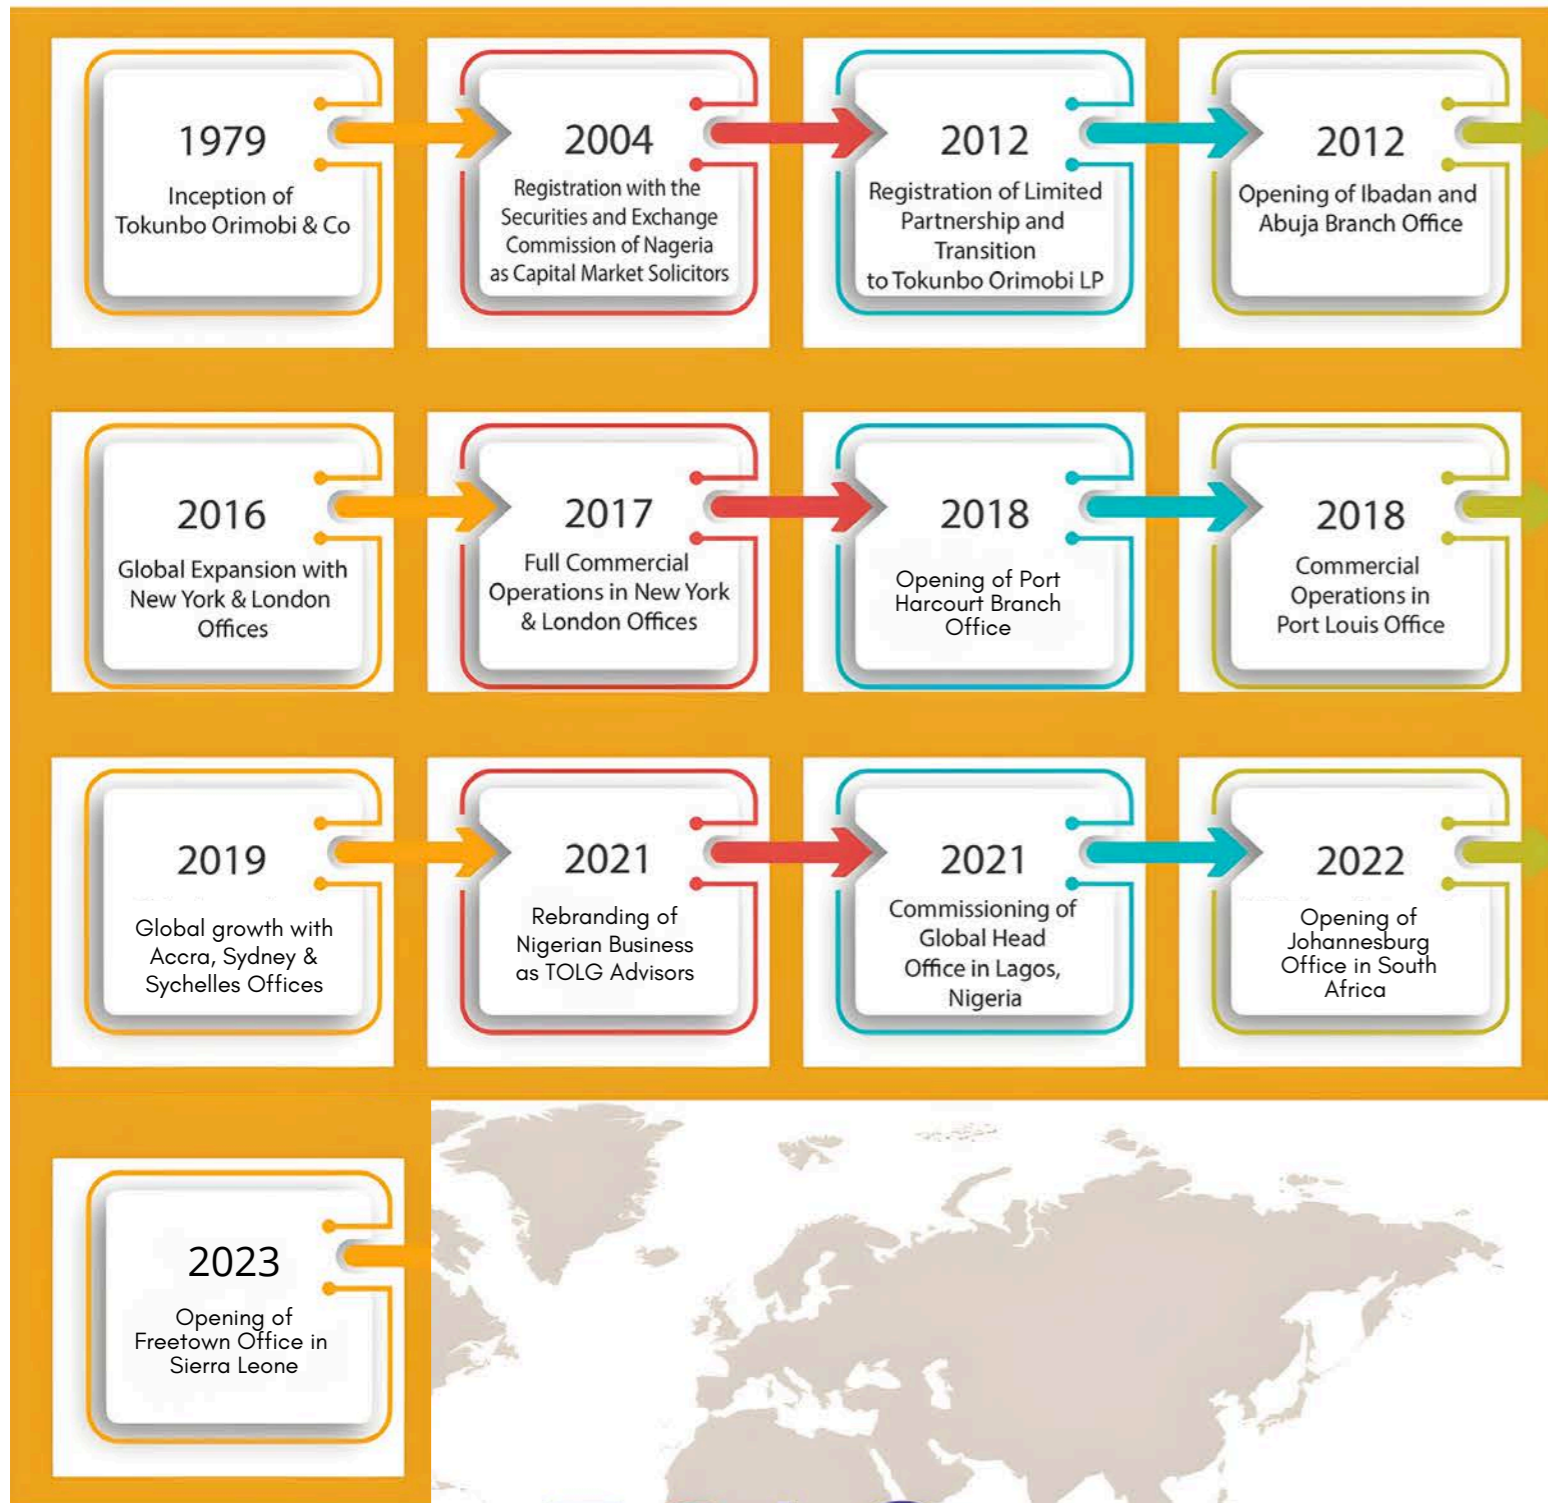 1979
Inception of
Tokunbo Orimobi & Co
2004
Registration with the
Securities and Exchange
Commission of Nageria
as Capital Market Solicitors
2012
Registration of Limited
Partnership and
Transition
to Tokunbo Orimobi LP
2012
Opening of Ibadan and
Abuja Branch Office
2016
Global Expansion with
New York & London
Offices
2017
Full Commercial
Operations in New York
& London Offices
2018
Opening of Port
Harcourt Branch
Office
2018
Commercial
Operations in
Port Louis Office
2019
Global growth with
Accra, Sydney &
Sychelles Offices
2021
Rebranding of
Nigerian Business
as TOLG Advisors
2021
Commissioning of
Global Head
Office in Lagos,
Nigeria
2022
Opening of
Johannesburg
Office in South
Africa
2023
Opening of
Freetown Office in
Sierra Leone